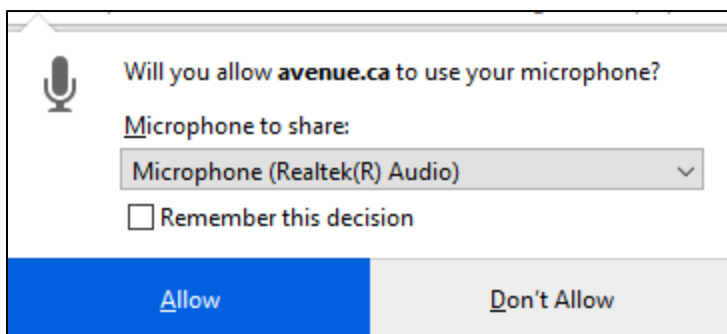 Will you allow avenue.ca to use your microphone?
Microphone to share:
Microphone (Realtek(R) Audio)
Remember this decision
Allow
Don't Allow